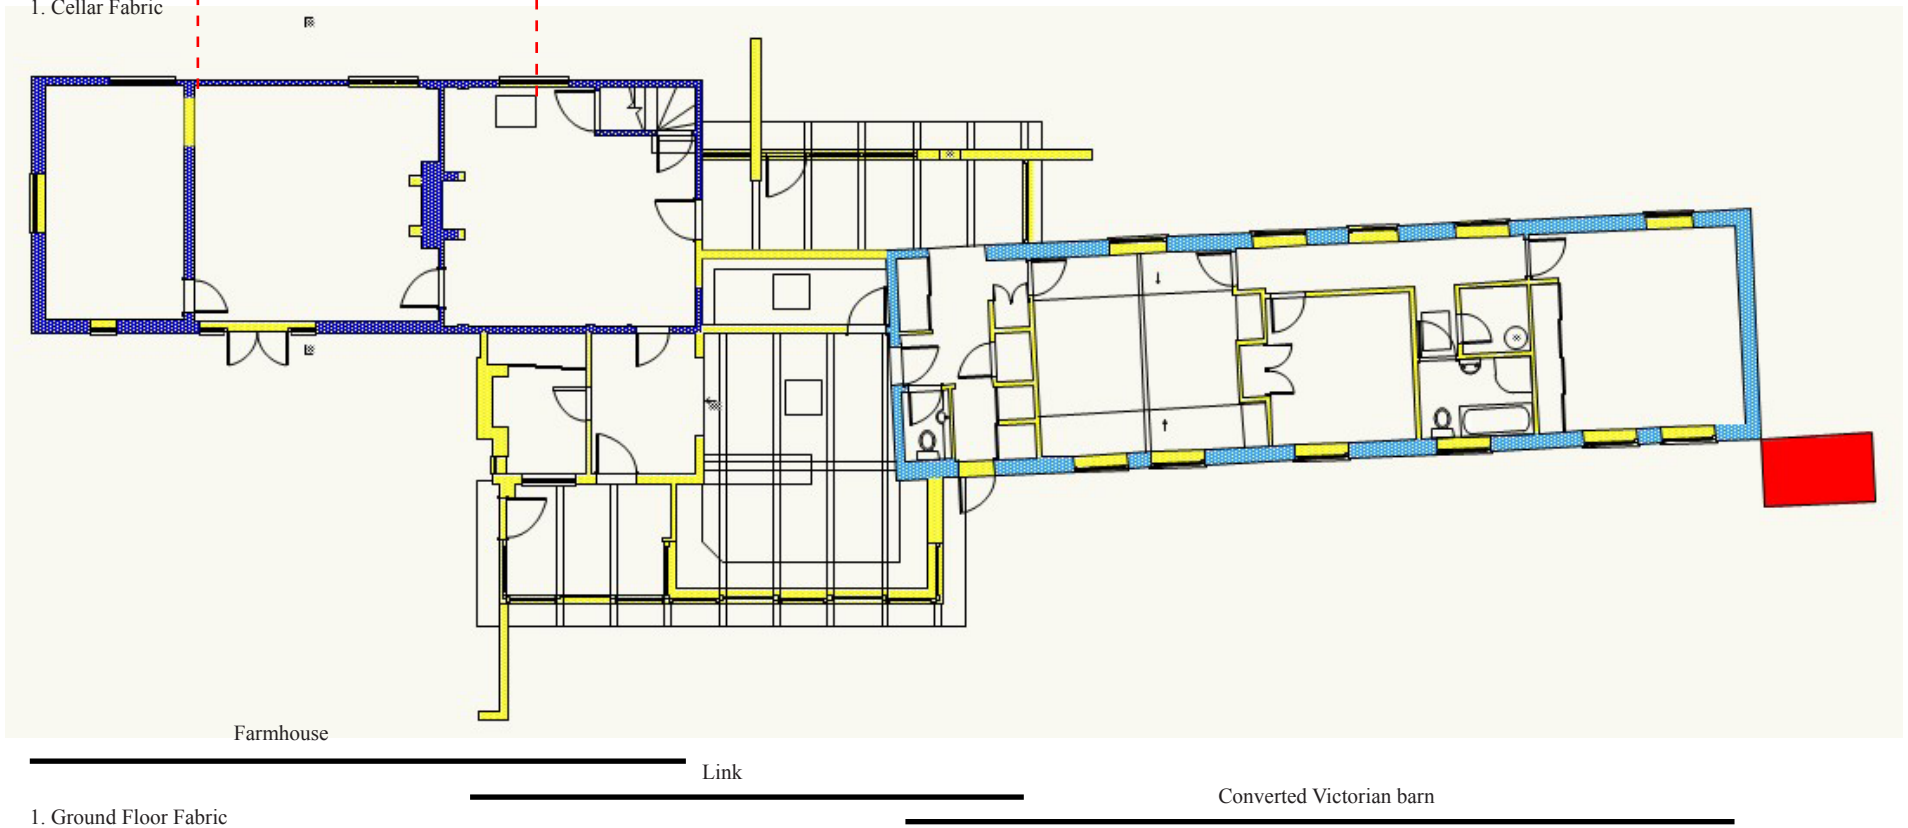 1. Cellar Fabric
Farmhouse
Link
Converted Victorian barn
1. Ground Floor Fabric